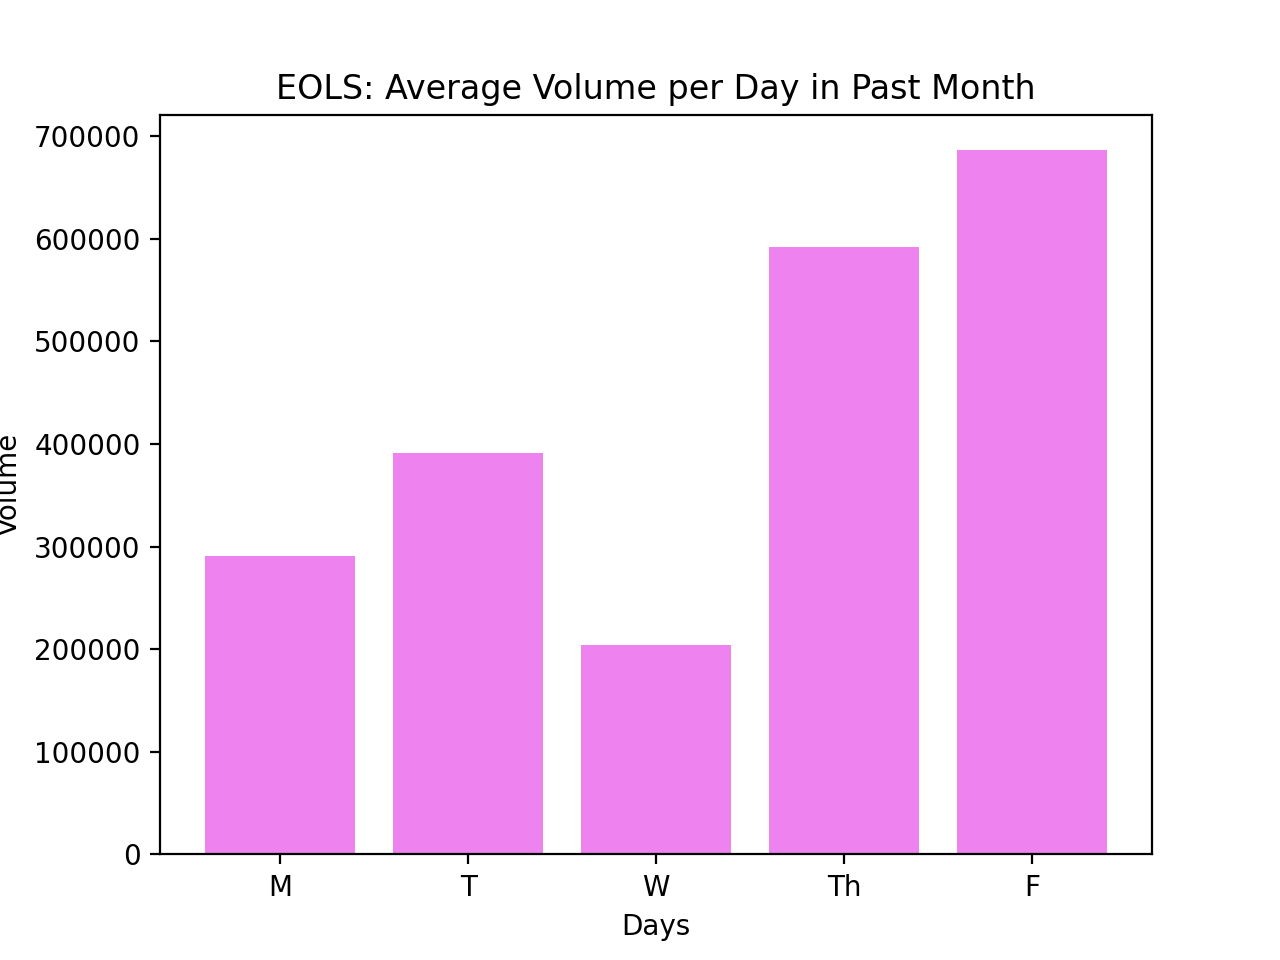 EOLS: Average Volume per Day in Past Month
700000
600000
500000
400000
300000
200000
100000
0
Volume
M T W Th F
Days